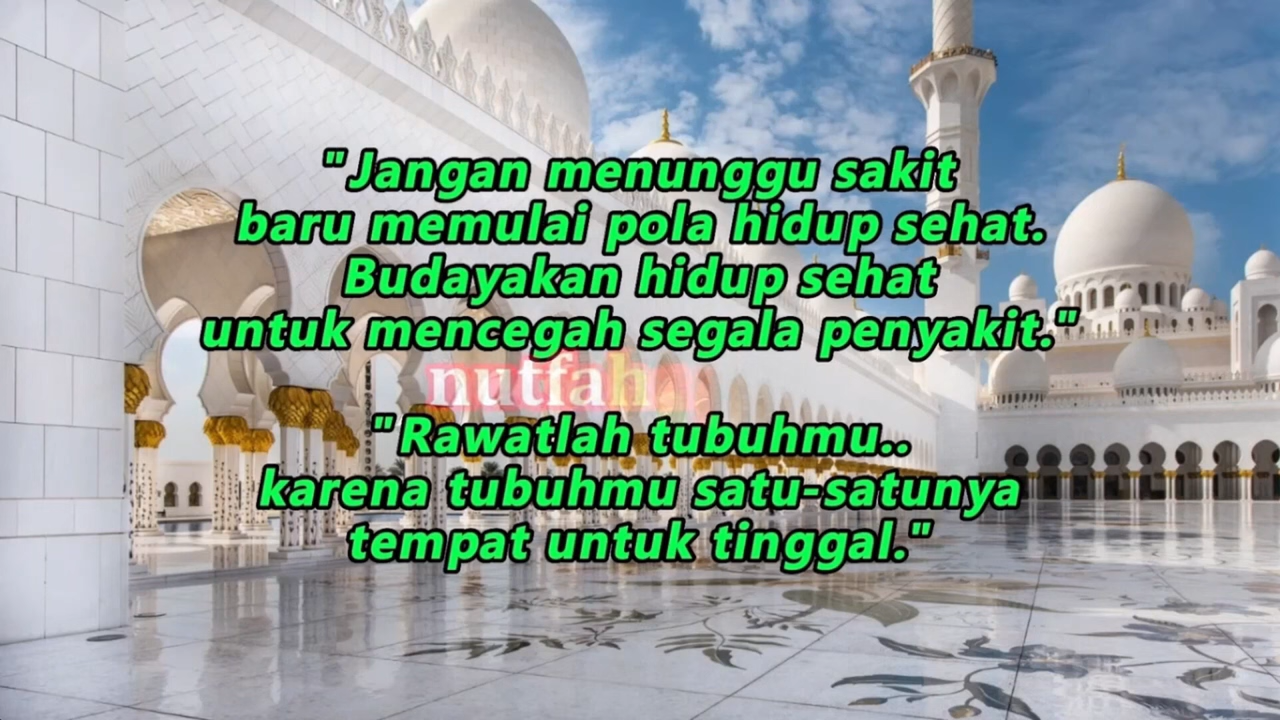 "Jangan menunggu sakit
baru memulai pola hidup sehat.
Budayakan hidup sehat
untuk mencegah segala penyakit."
nutfah
"Rawatlah tubuhmu..
karena tubuhmu satu-satunya
tempat untuk tinggal."